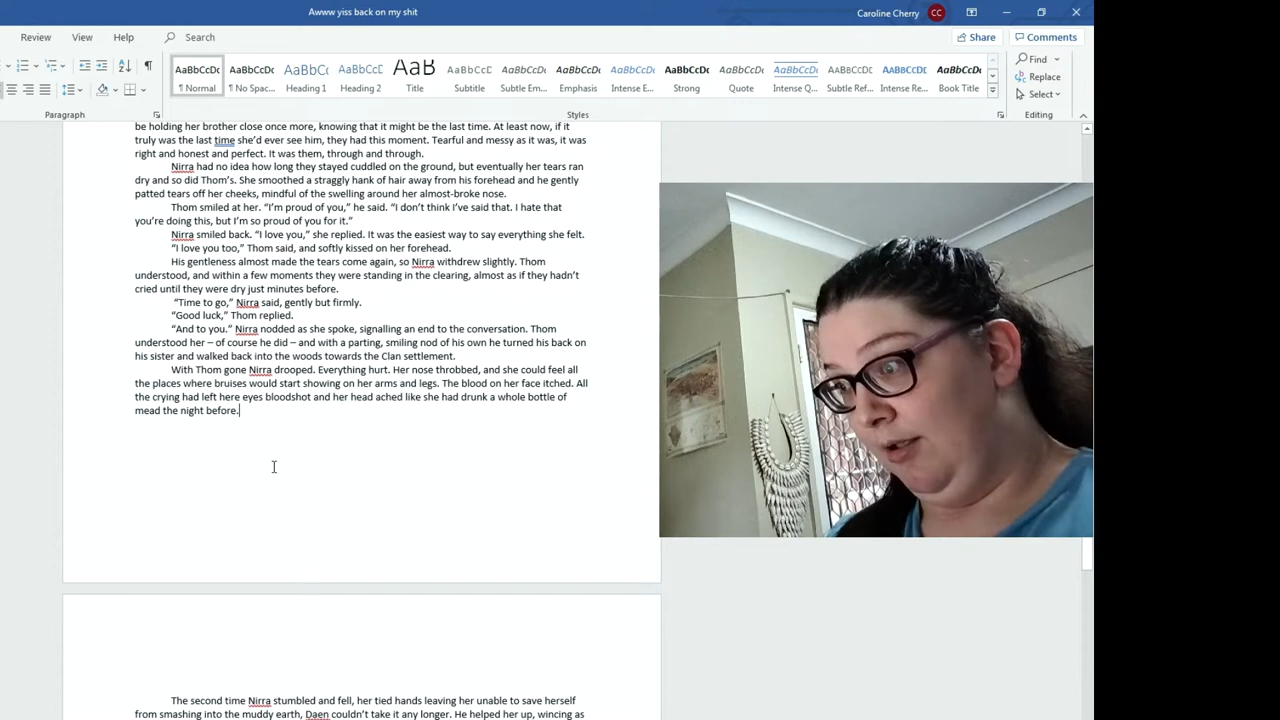 Awww yiss back on my shit
Caroline Cherry CC
Review View Help Search Share Comments
AaBbCcDc AaBbCcDc AaBbCc AaBbCcE AaB AaBbCcDc AaBbCcDc AaBbCcDc AaBbCcDc AaBbCcDc AaBbCcDc AaBbCcDc AABBCCDC AABBCCDC AaBbCcDc
¶ Normal ¶ No Spac... Heading 1 Heading 2 Title Subtitle Subtle Em... Emphasis Intense E... Strong Quote Intense Q... Subtle Ref... Intense Re... Book Title
Find
Replace
Select
Paragraph Styles Editing
be holding her brother close once more, knowing that it might be the last time. At least now, if it
truly was the last time she’d ever see him, they had this moment. Tearful and messy as it was, it was
right and honest and perfect. It was them, through and through.
Nirra had no idea how long they stayed cuddled on the ground, but eventually her tears ran
dry and so did Thom’s. She smoothed a straggly hank of hair away from his forehead and he gently
patted tears off her cheeks, mindful of the swelling around her almost-broke nose.
Thom smiled at her. “I’m proud of you,” he said. “I don’t think I’ve said that. I hate that
you’re doing this, but I’m so proud of you for it.”
Nirra smiled back. “I love you,” she replied. It was the easiest way to say everything she felt.
“I love you too,” Thom said, and softly kissed on her forehead.
His gentleness almost made the tears come again, so Nirra withdrew slightly. Thom
understood, and within a few moments they were standing in the clearing, almost as if they hadn’t
cried until they were dry just minutes before.
“Time to go,” Nirra said, gently but firmly.
“Good luck,” Thom replied.
“And to you.” Nirra nodded as she spoke, signalling an end to the conversation. Thom
understood her – of course he did – and with a parting, smiling nod of his own he turned his back on
his sister and walked back into the woods towards the Clan settlement.
With Thom gone Nirra drooped. Everything hurt. Her nose throbbed, and she could feel all
the places where bruises would start showing on her arms and legs. The blood on her face itched. All
the crying had left here eyes bloodshot and her head ached like she had drunk a whole bottle of
mead the night before.
The second time Nirra stumbled and fell, her tied hands leaving her unable to save herself
from smashing into the muddy earth, Daen couldn’t take it any longer. He helped her up, wincing as